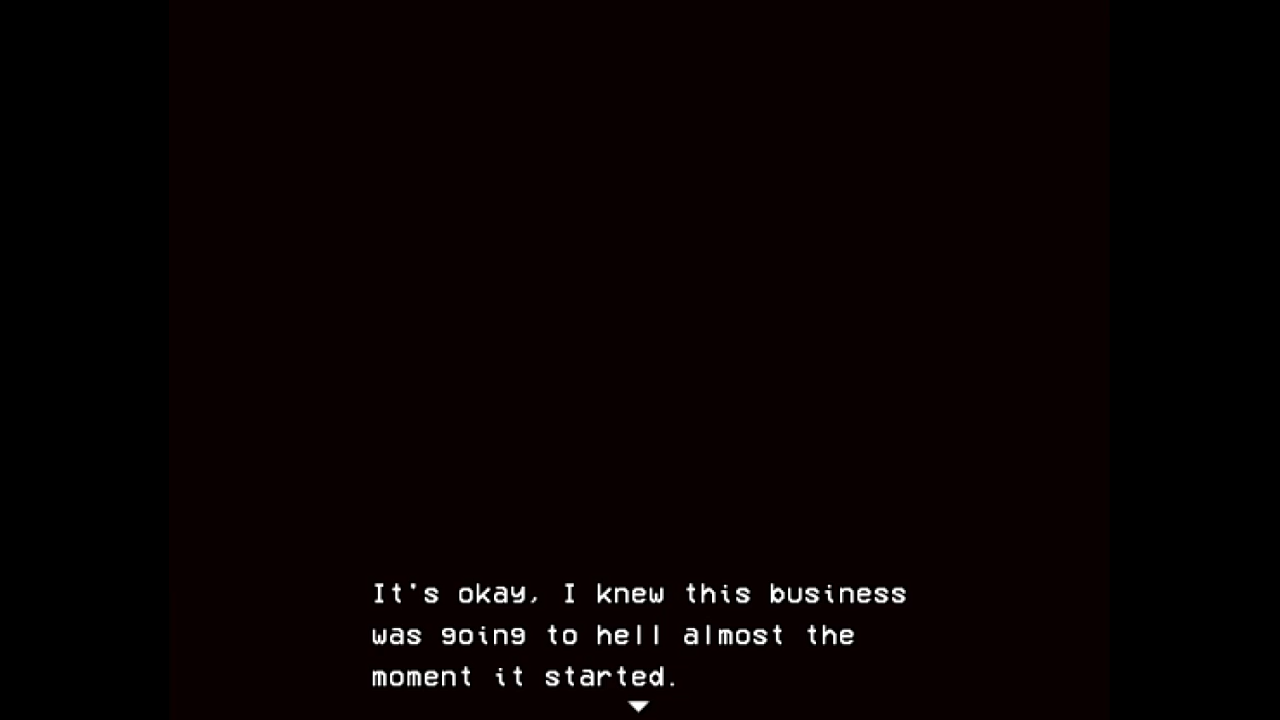 It's okay, I knew this business
was going to hell almost the
moment it started.